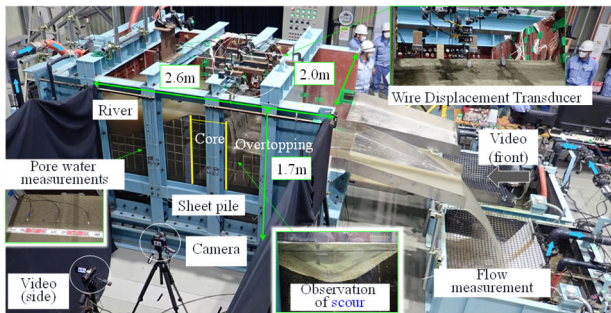 2.6m
2.0m
Wire Displacement Transducer
River
Core
Overtopping
Video
(front)
Pore water
measurements
1.7m
Sheet pile
Camera
Video
(side)
Observation
of scour
Flow
measurement